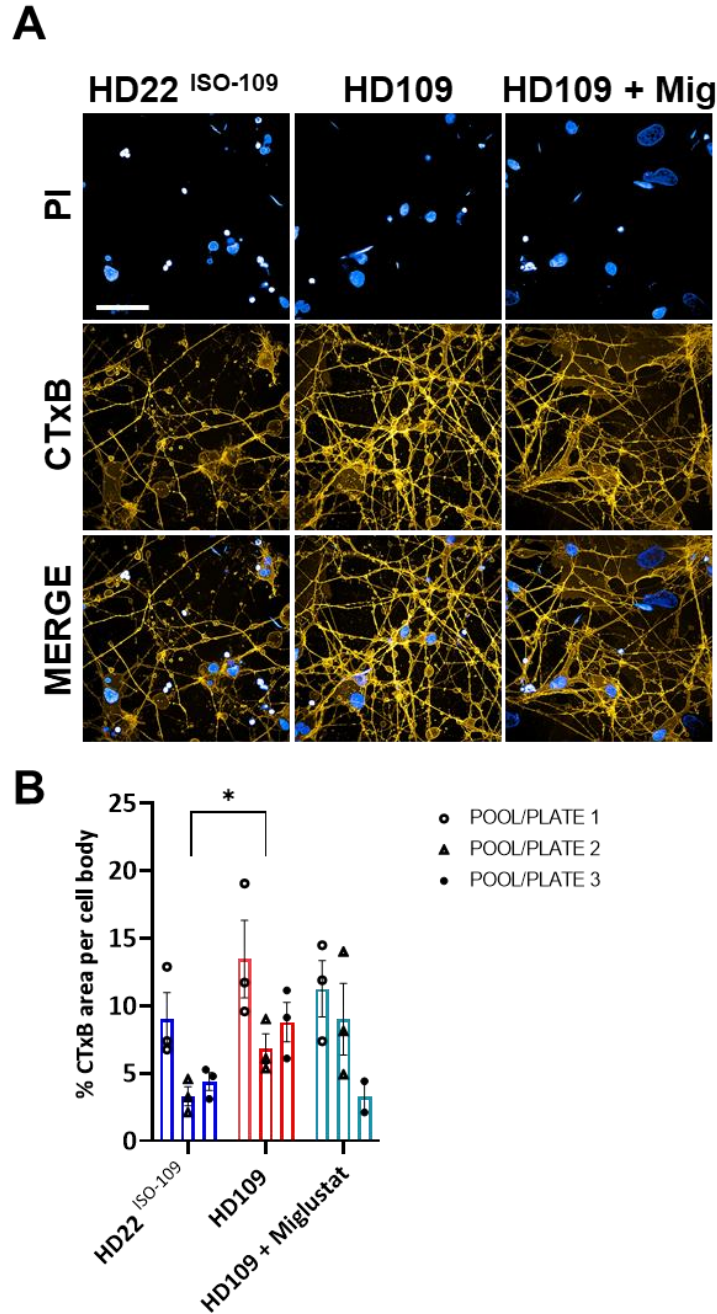 A
HD22 ISO-109 HD109 HD109 + Mig
PI
CTxB
MERGE
B
% CTxB area per cell body
25
20
15
10
5
0
*
HD22 ISO-109
HD109
HD109 + Miglustat
POOL/PLATE 1
POOL/PLATE 2
POOL/PLATE 3